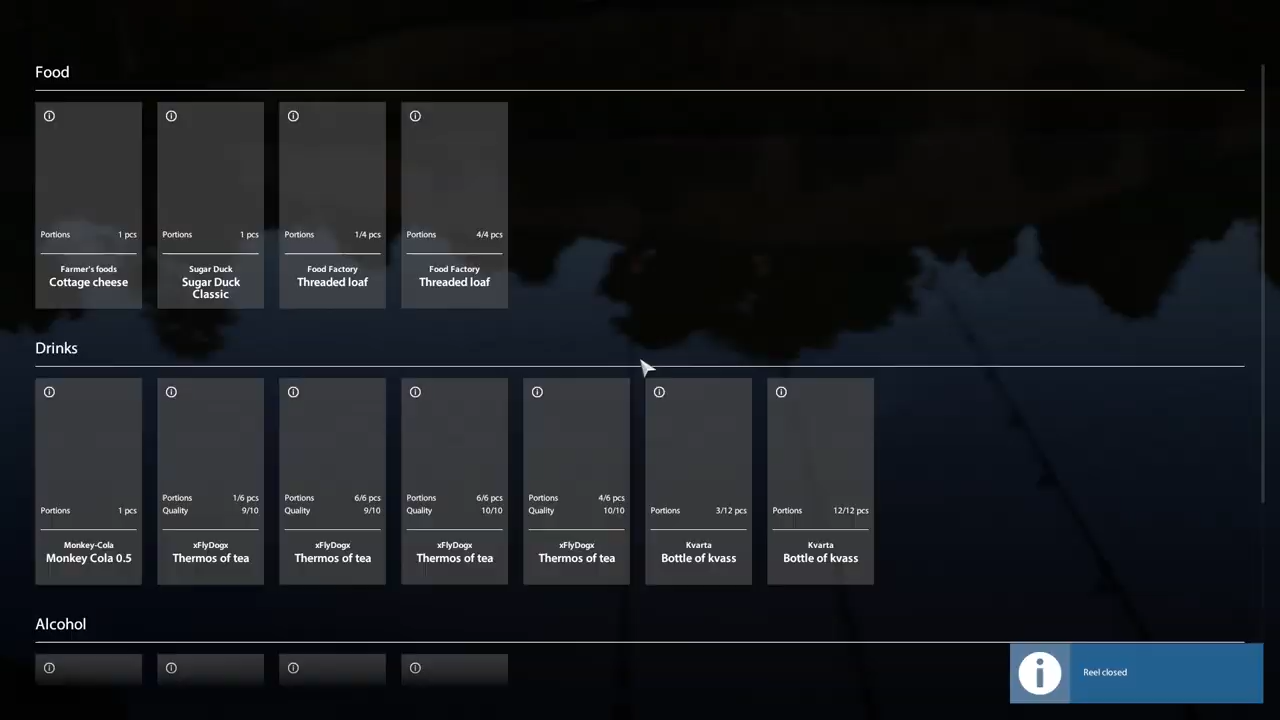 Food
Portions 1 pcs
Farmer's foods
Cottage cheese
Portions 1 pcs
Sugar Duck
Sugar Duck
Classic
Portions 1/4 pcs
Food Factory
Threaded loaf
Portions 4/4 pcs
Food Factory
Threaded loaf
Drinks
Portions 1 pcs
Monkey-Cola
Monkey Cola 0.5
Portions 1/6 pcs
Quality 9/10
xFlyDogx
Thermos of tea
Portions 6/6 pcs
Quality 9/10
xFlyDogx
Thermos of tea
Portions 6/6 pcs
Quality 10/10
xFlyDogx
Thermos of tea
Portions 4/6 pcs
Quality 10/10
xFlyDogx
Thermos of tea
Portions 3/12 pcs
Kvarta
Bottle of kvass
Portions 12/12 pcs
Kvarta
Bottle of kvass
Alcohol
Reel closed